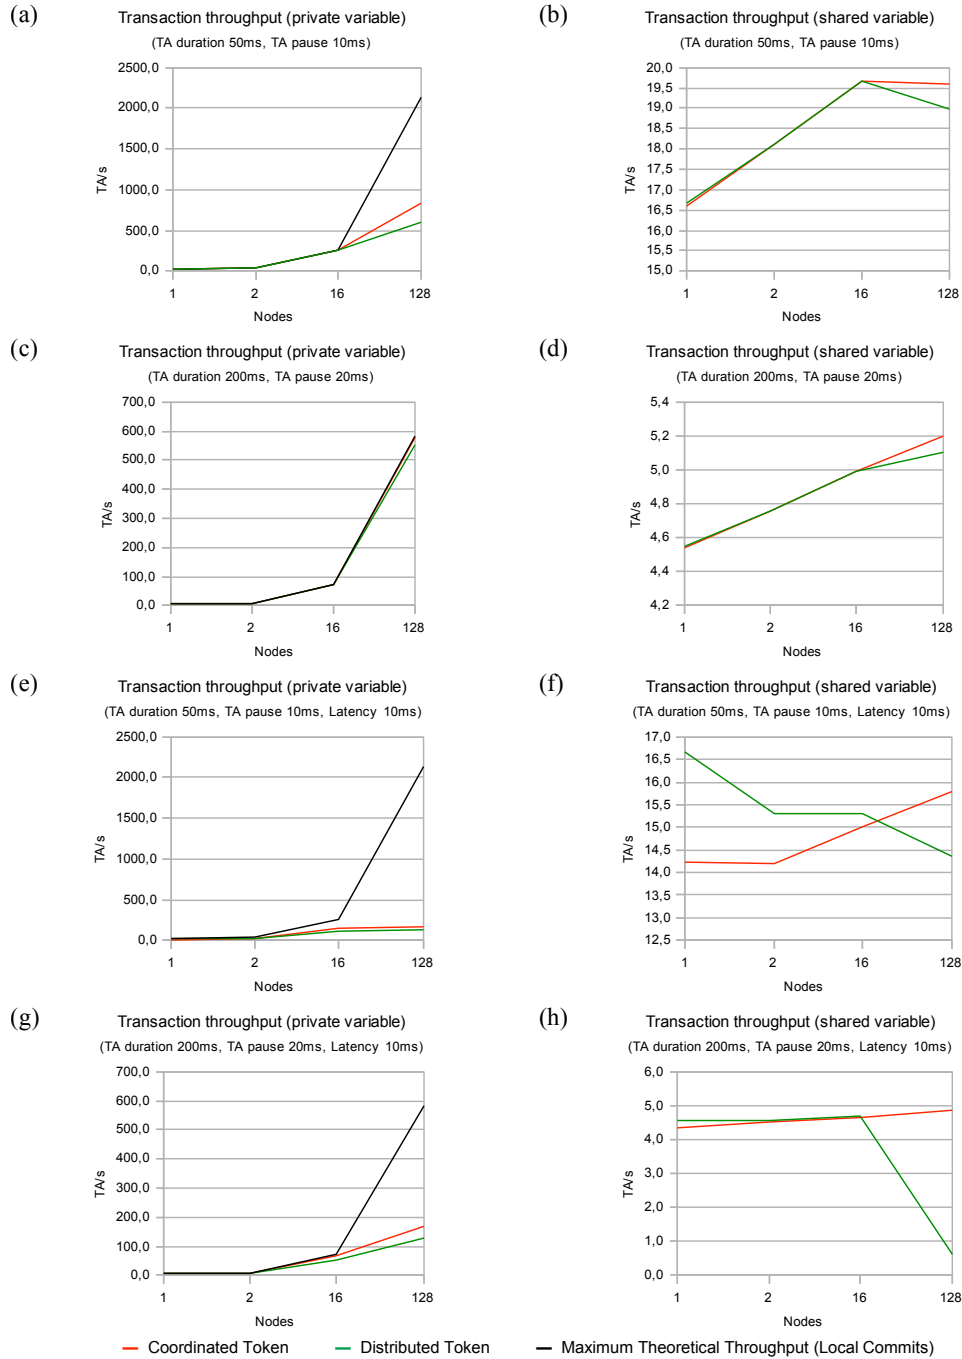 (a)
Transaction throughput (private variable)
(TA duration 50ms, TA pause 10ms)
2500,0
2000,0
1500,0
1000,0
500,0
0,0
TA/s
1 2 16 128
Nodes
(b)
Transaction throughput (shared variable)
(TA duration 50ms, TA pause 10ms)
20,0
19,5
19,0
18,5
18,0
17,5
17,0
16,5
16,0
15,5
15,0
TA/s
1 2 16 128
Nodes
(c)
Transaction throughput (private variable)
(TA duration 200ms, TA pause 20ms)
700,0
600,0
500,0
400,0
300,0
200,0
100,0
0,0
TA/s
1 2 16 128
Nodes
(d)
Transaction throughput (shared variable)
(TA duration 200ms, TA pause 20ms)
5,4
5,2
5,0
4,8
4,6
4,4
4,2
TA/s
1 2 16 128
Nodes
(e)
Transaction throughput (private variable)
(TA duration 50ms, TA pause 10ms, Latency 10ms)
2500,0
2000,0
1500,0
1000,0
500,0
0,0
TA/s
1 2 16 128
Nodes
(f)
Transaction throughput (shared variable)
(TA duration 50ms, TA pause 10ms, Latency 10ms)
17,0
16,5
16,0
15,5
15,0
14,5
14,0
13,5
13,0
12,5
TA/s
1 2 16 128
Nodes
(g)
Transaction throughput (private variable)
(TA duration 200ms, TA pause 20ms, Latency 10ms)
700,0
600,0
500,0
400,0
300,0
200,0
100,0
0,0
TA/s
1 2 16 128
Nodes
(h)
Transaction throughput (shared variable)
(TA duration 200ms, TA pause 20ms, Latency 10ms)
6,0
5,0
4,0
3,0
2,0
1,0
0,0
TA/s
1 2 16 128
Nodes
Coordinated Token Distributed Token Maximum Theoretical Throughput (Local Commits)